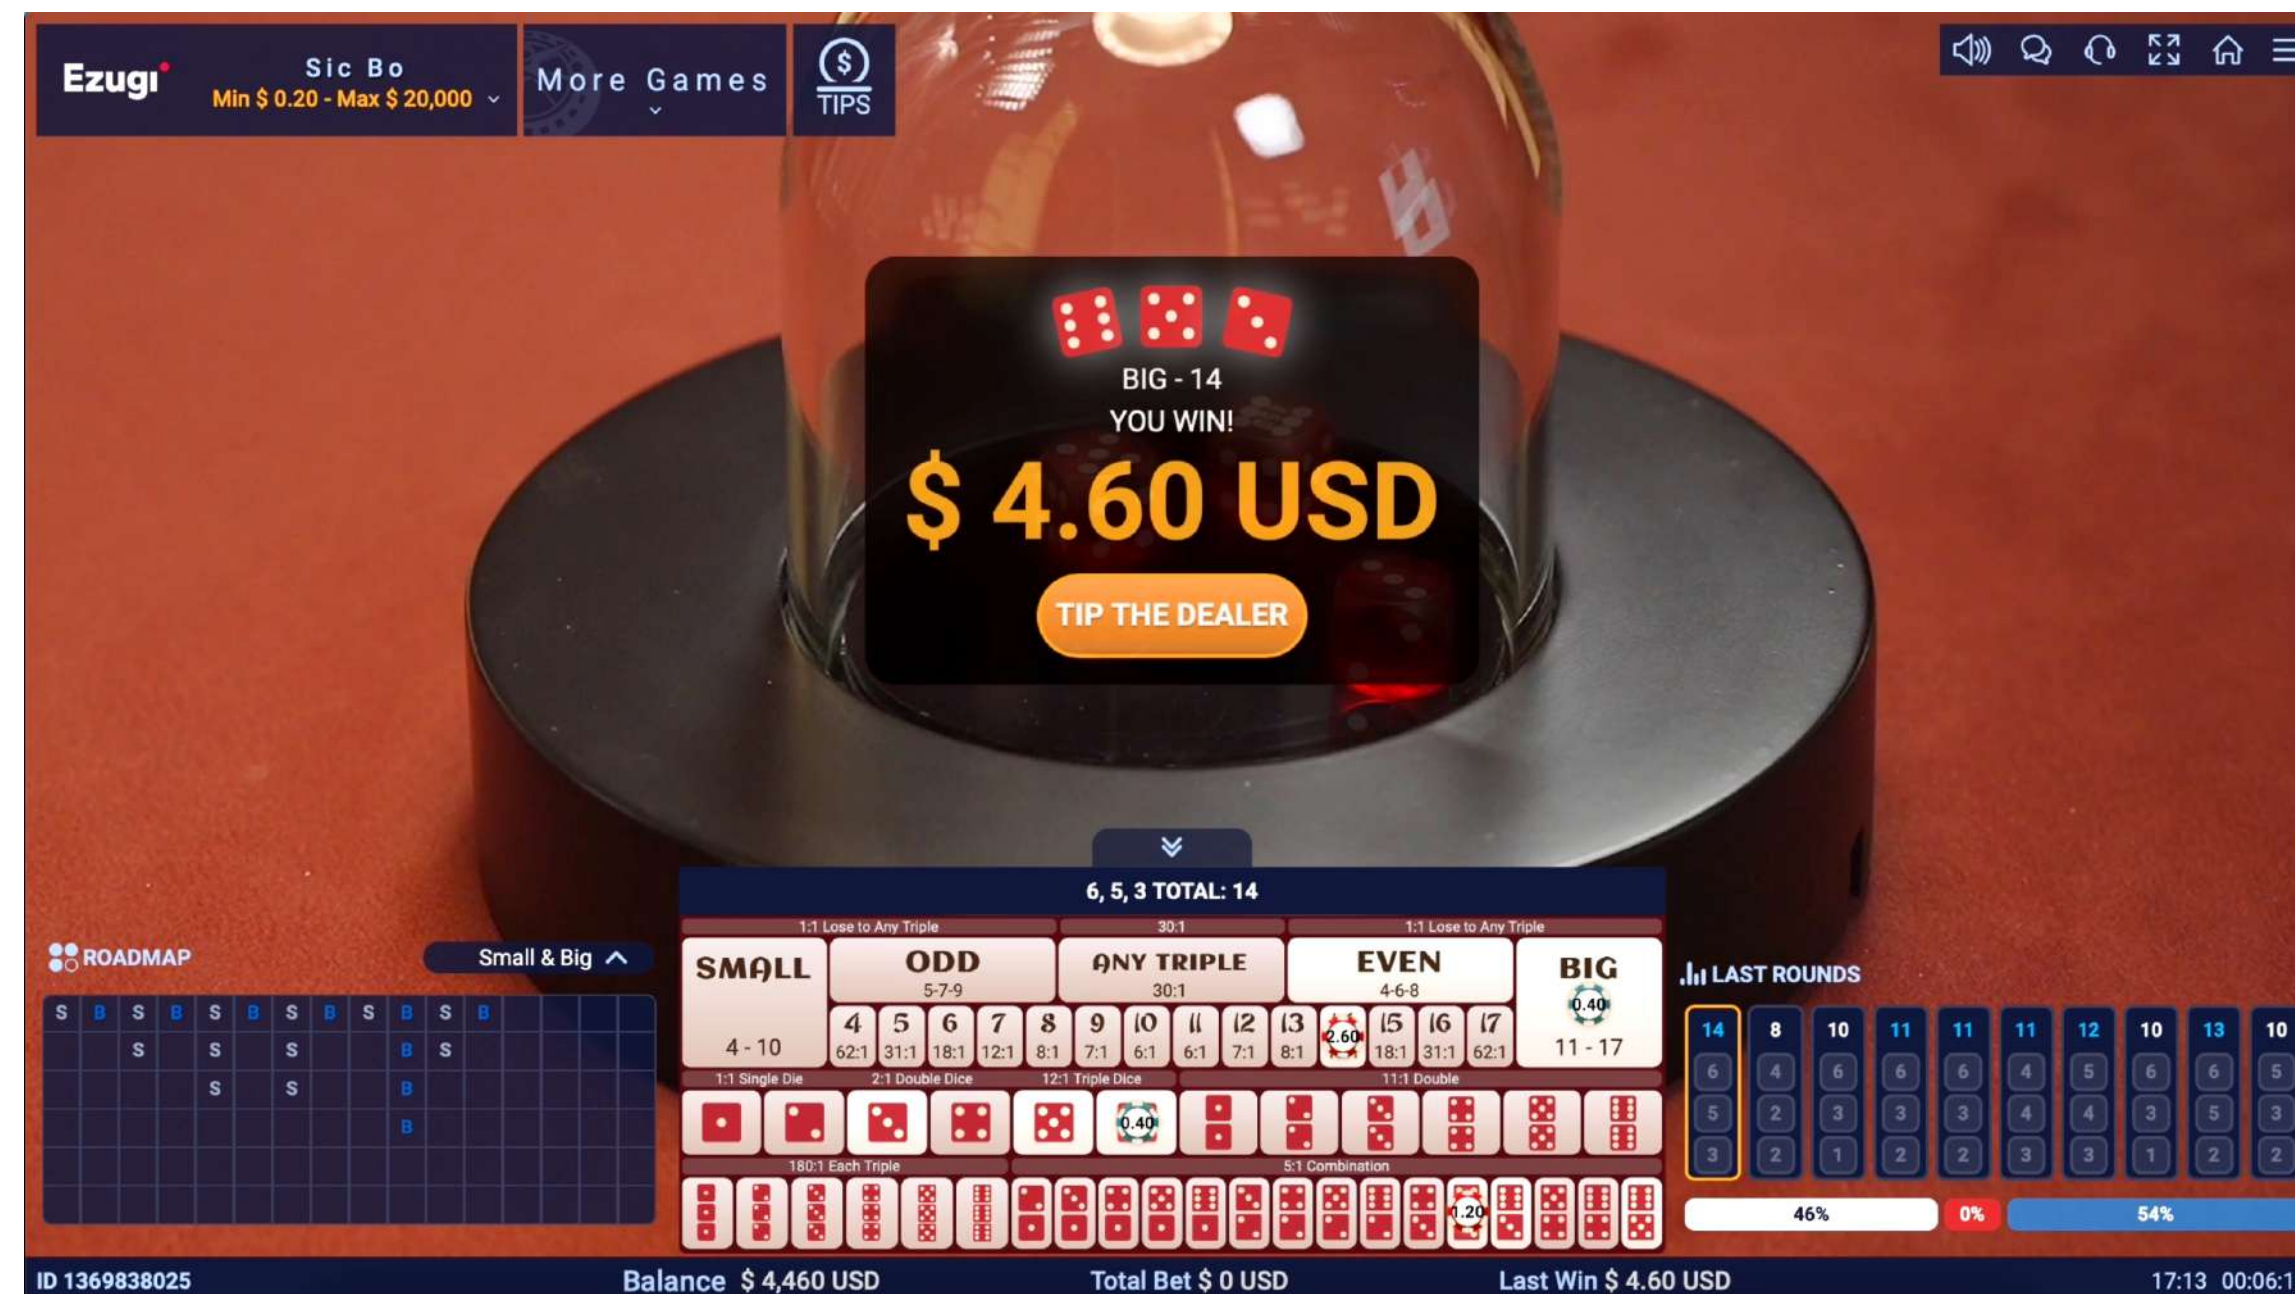 Ezugi
Sic Bo
Min $ 0.20 - Max $ 20,000
More Games
$
TIPS
BIG - 14
YOU WIN!
$ 4.60 USD
TIP THE DEALER
6, 5, 3 TOTAL: 14
1:1 Lose to Any Triple 30:1 1:1 Lose to Any Triple
SMALL
4 - 10
ODD
5-7-9
ANY TRIPLE
30:1
EVEN
4-6-8
BIG
0.40
11 - 17
4 5 6 7 8 9 10 11 12 13 2.60 15 16 17
62:1 31:1 18:1 12:1 8:1 7:1 6:1 6:1 7:1 8:1 18:1 31:1 62:1
1:1 Single Die 2:1 Double Dice 12:1 Triple Dice 11:1 Double
0.40
180:1 Each Triple 5:1 Combination
1.20
ROADMAP
Small & Big
S B S B S B S B S B S B
S S S B S
S S B
B
LAST ROUNDS
14 8 10 11 11 11 12 10 13 10
6 4 6 6 6 4 5 6 6 5
5 2 3 3 3 4 4 3 5 3
3 2 1 2 2 3 3 1 2 2
46% 0% 54%
ID 1369838025
Balance $ 4,460 USD
Total Bet $ 0 USD
Last Win $ 4.60 USD
17:13 00:06:1